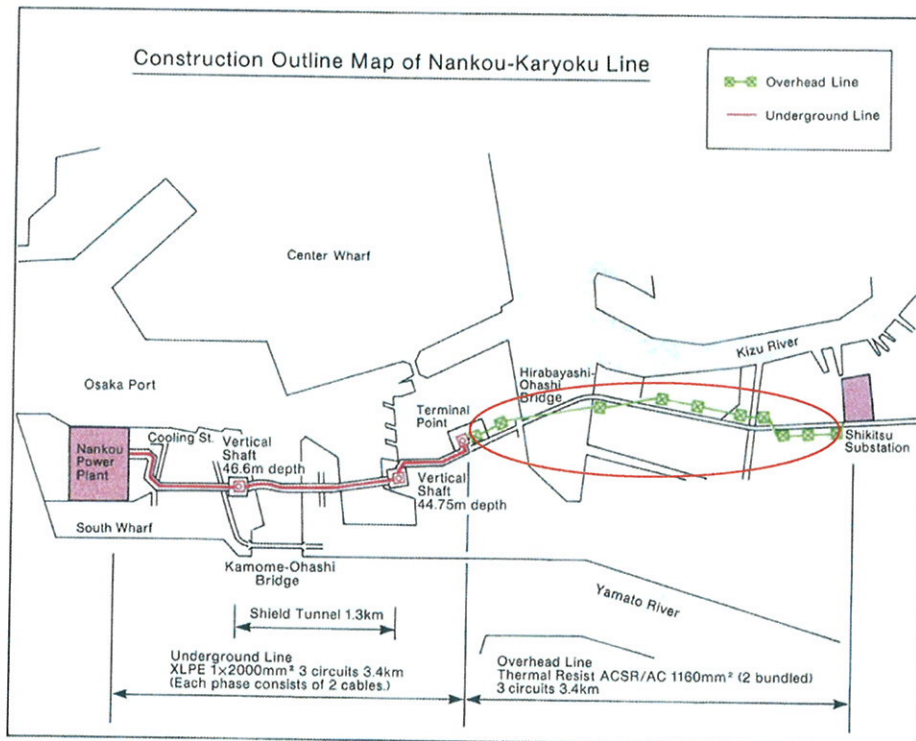 Construction Outline Map of Nankou-Karyoku Line
Overhead Line
Underground Line
Center Wharf
Kizu River
Osaka Port
Hirabayashi-
Ohashi
Bridge
Terminal
Point
Cooling St.
Vertical
Shaft
46.6m depth
Nankou
Power
Plant
Shikitsu
Substation
Vertical
Shaft
44.75m depth
South Wharf
Kamome-Ohashi
Bridge
Yamato River
Shield Tunnel 1.3km
Underground Line
XLPE 1×2000mm² 3 circuits 3.4km
(Each phase consists of 2 cables.)
Overhead Line
Thermal Resist ACSR/AC 1160mm² (2 bundled)
3 circuits 3.4km